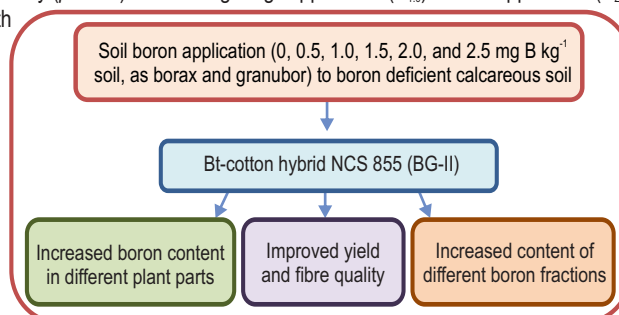 th
Soil boron application (0, 0.5, 1.0, 1.5, 2.0, and 2.5 mg B kg⁻¹
soil, as borax and granubor) to boron deficient calcareous soil
Bt-cotton hybrid NCS 855 (BG-II)
Increased boron content
in different plant parts
Improved yield
and fibre quality
Increased content of
different boron fractions